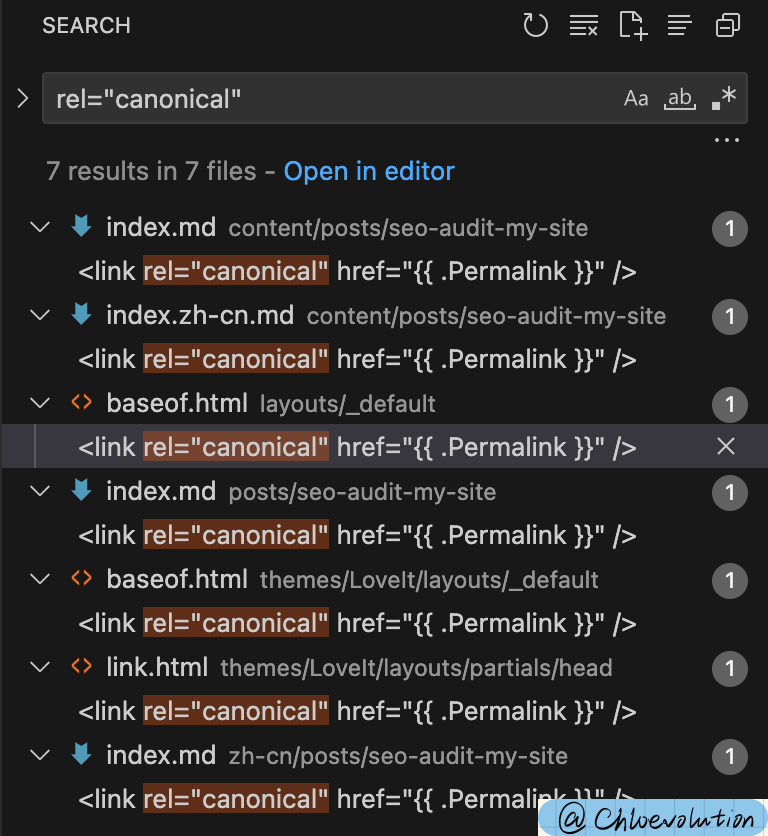 SEARCH
rel="canonical"
Aa ab .*
...
7 results in 7 files - Open in editor
index.md content/posts/seo-audit-my-site 1
<link rel="canonical" href="{{ .Permalink }}" />
index.zh-cn.md content/posts/seo-audit-my-site 1
<link rel="canonical" href="{{ .Permalink }}" />
baseof.html layouts/_default 1
<link rel="canonical" href="{{ .Permalink }}" />
index.md posts/seo-audit-my-site 1
<link rel="canonical" href="{{ .Permalink }}" />
baseof.html themes/LoveIt/layouts/_default 1
<link rel="canonical" href="{{ .Permalink }}" />
link.html themes/LoveIt/layouts/partials/head 1
<link rel="canonical" href="{{ .Permalink }}" />
index.md zh-cn/posts/seo-audit-my-site 1
<link rel="canonical" href="{{ .Permalink }}" />
@ Chloevolution